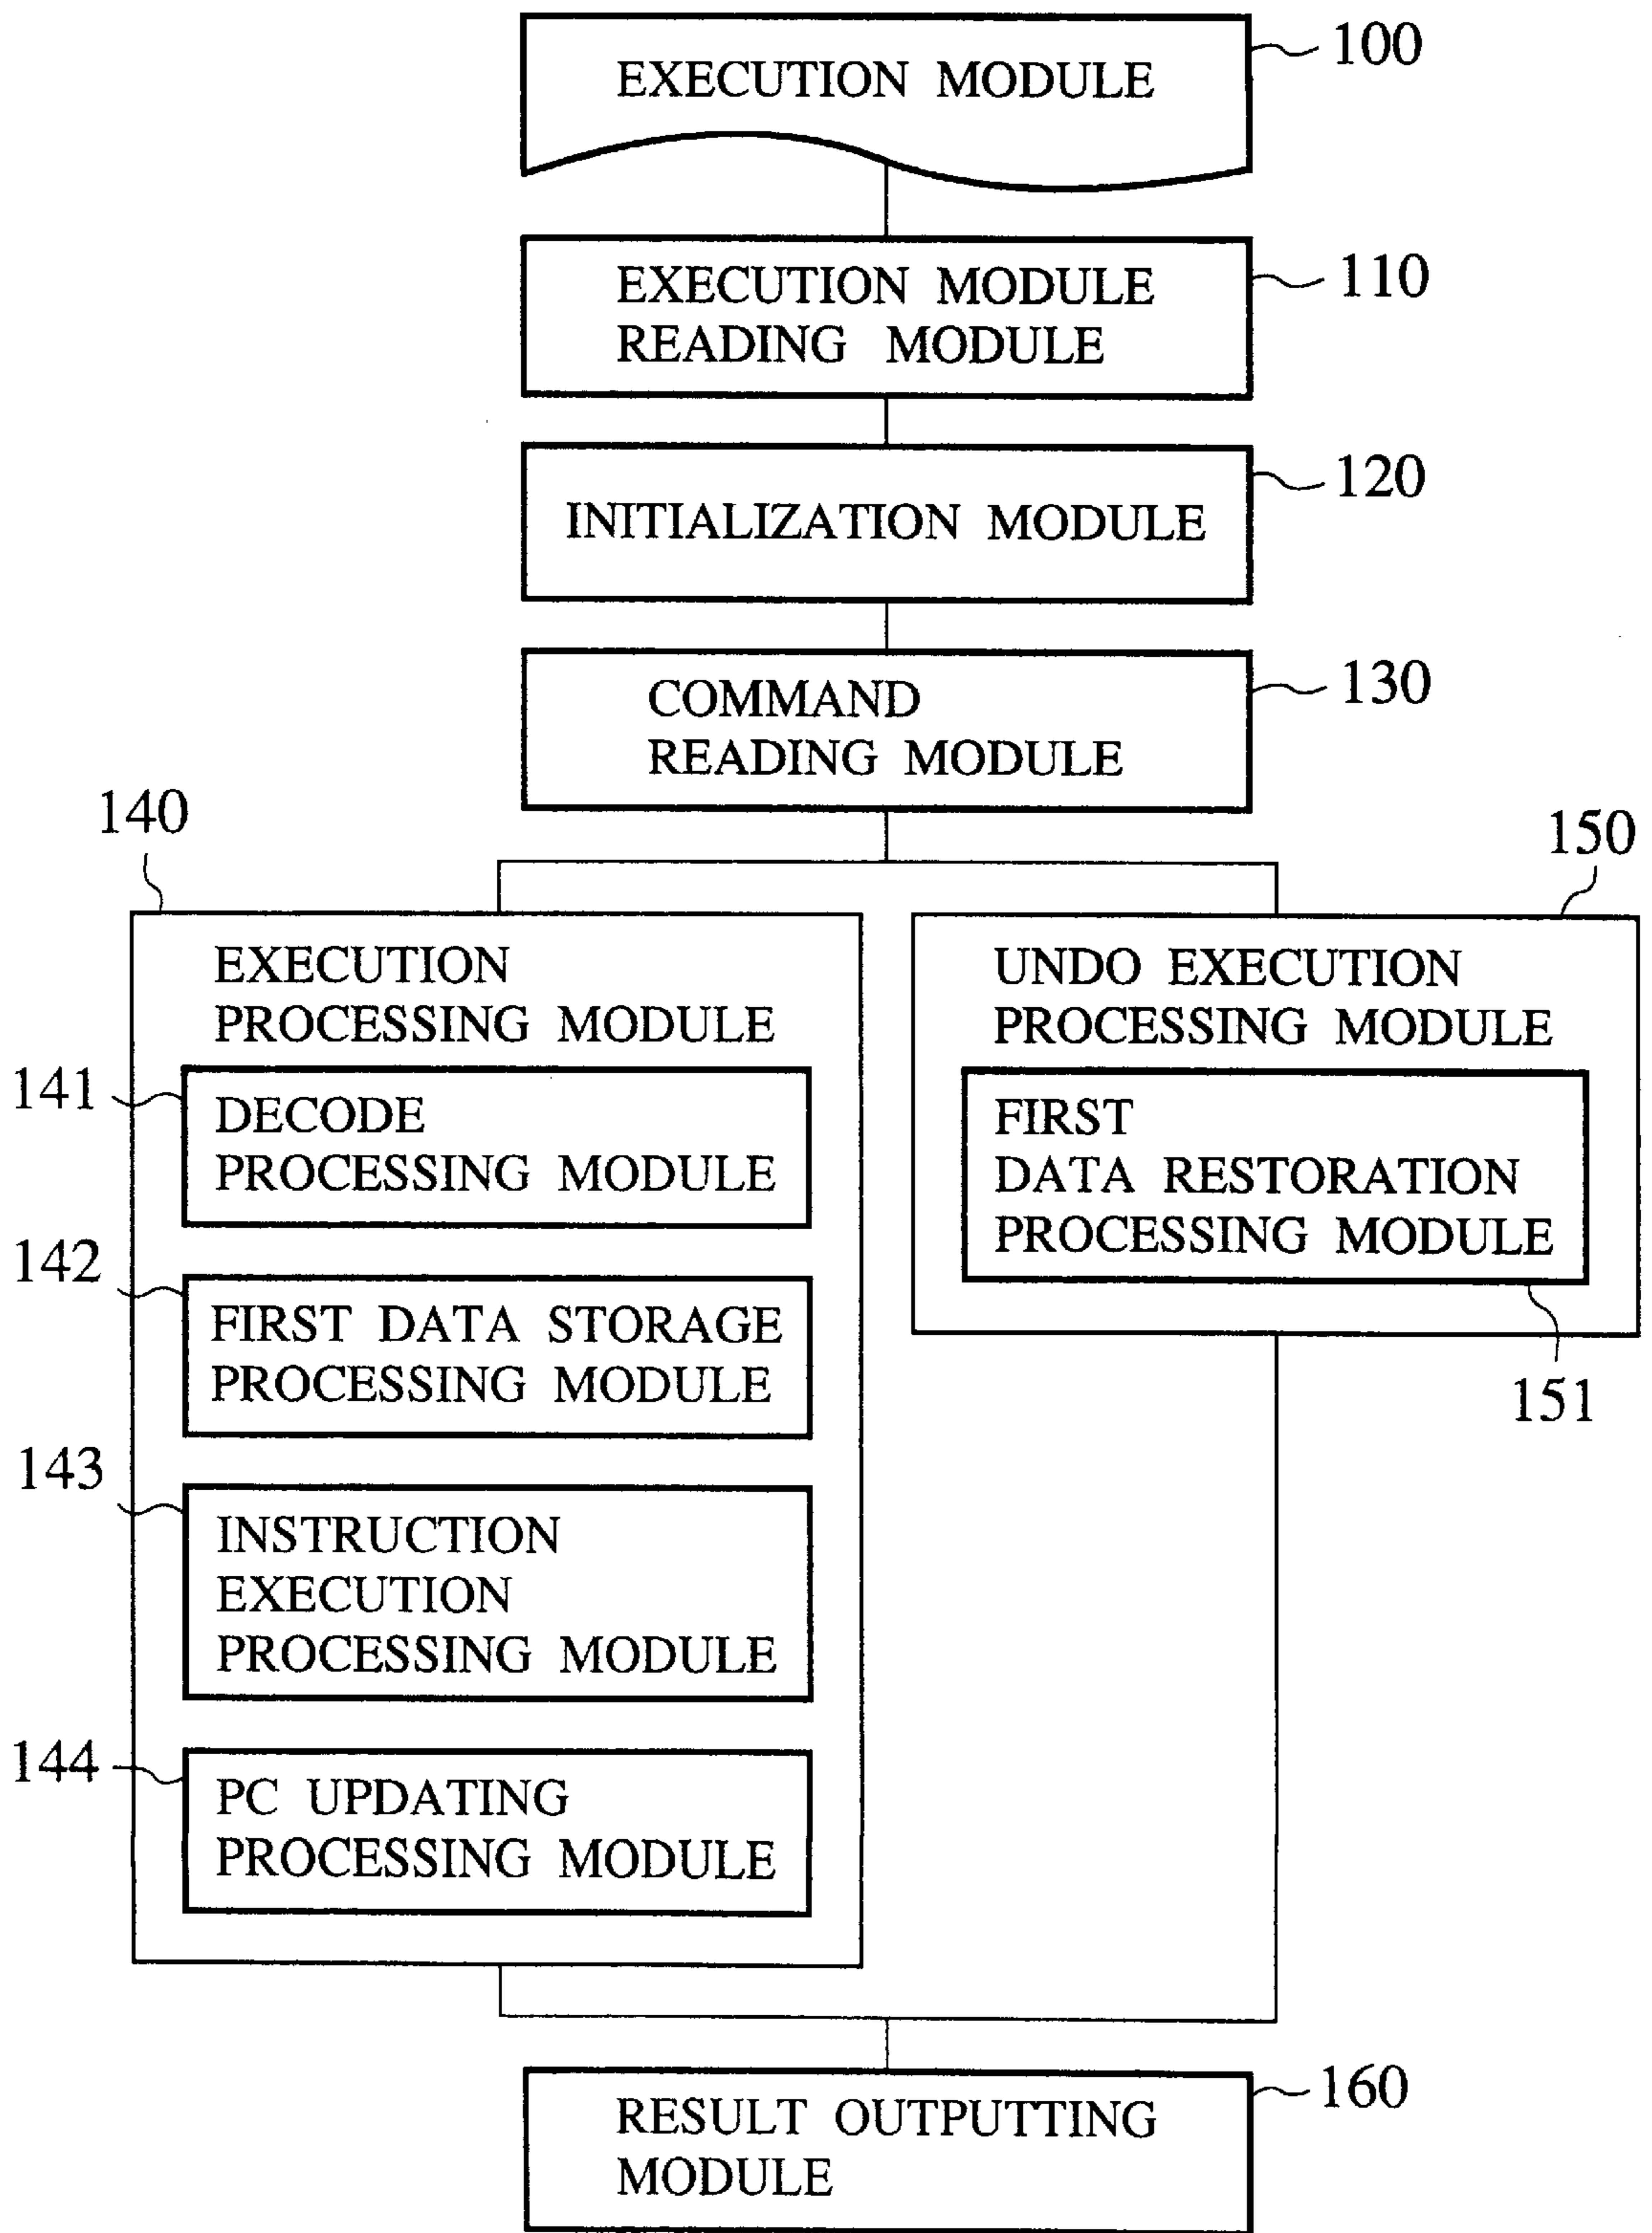 100
EXECUTION MODULE
110
EXECUTION MODULE
READING MODULE
120
INITIALIZATION MODULE
130
COMMAND
READING MODULE
140
EXECUTION
PROCESSING MODULE
141
DECODE
PROCESSING MODULE
142
FIRST DATA STORAGE
PROCESSING MODULE
143
INSTRUCTION
EXECUTION
PROCESSING MODULE
144
PC UPDATING
PROCESSING MODULE
150
UNDO EXECUTION
PROCESSING MODULE
FIRST
DATA RESTORATION
PROCESSING MODULE
151
160
RESULT OUTPUTTING
MODULE